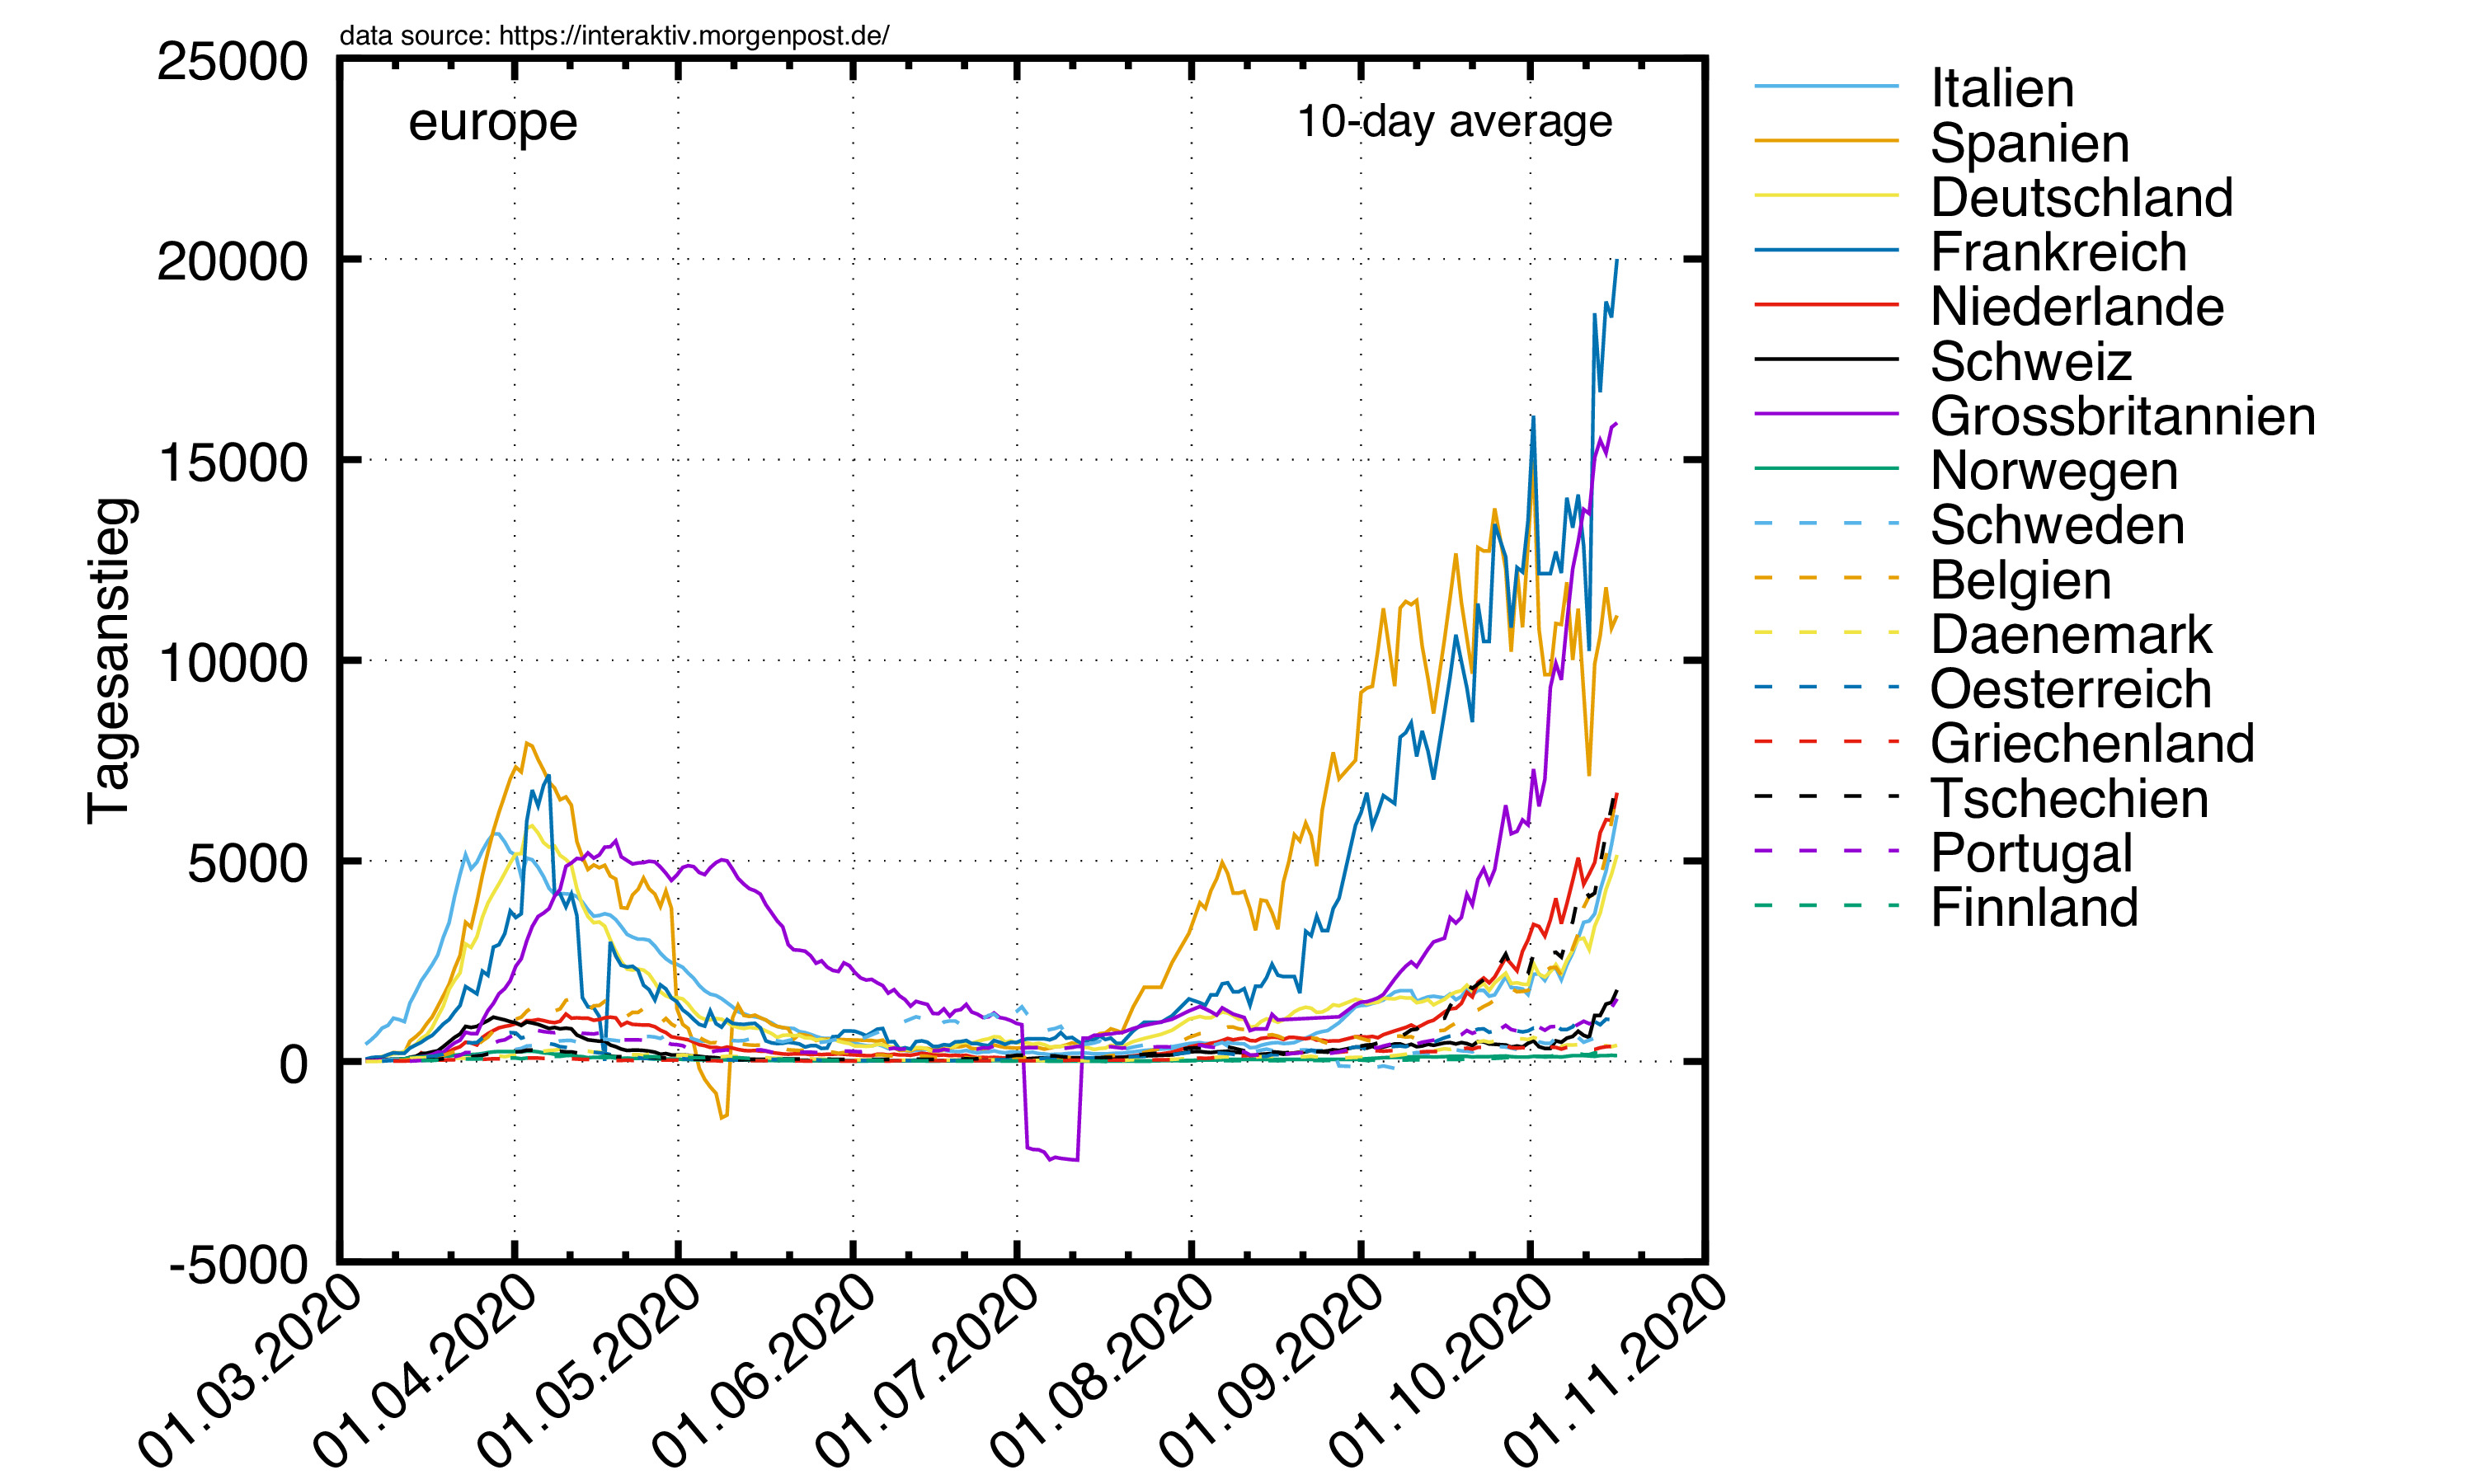 data source: https://interaktiv.morgenpost.de/
europe
10-day average
Tagesanstieg
25000
20000
15000
10000
5000
0
-5000
01.03.2020
01.04.2020
01.05.2020
01.06.2020
01.07.2020
01.08.2020
01.09.2020
01.10.2020
01.11.2020
Italien
Spanien
Deutschland
Frankreich
Niederlande
Schweiz
Grossbritannien
Norwegen
Schweden
Belgien
Daenemark
Oesterreich
Griechenland
Tschechien
Portugal
Finnland